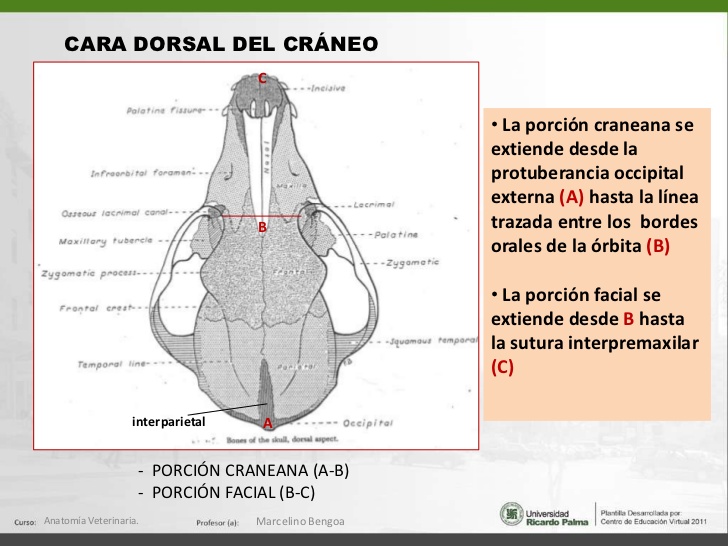 CARA DORSAL DEL CRÁNEO
C
Incisive
Palatine fissure
Nasal
Infraorbital foramen
Maxilla
Lacrimal
Osseous lacrimal canal
B
Palatine
Maxillary tubercle
Zygomatic
Zygomatic process
Frontal
Frontal crest
Squamous temporal
Temporal line
Parietal
interparietal
A
Occipital
Bones of the skull, dorsal aspect.
• La porción craneana se
extiende desde la
protuberancia occipital
externa (A) hasta la línea
trazada entre los bordes
orales de la órbita (B)
• La porción facial se
extiende desde B hasta
la sutura interpremaxilar
(C)
- PORCIÓN CRANEANA (A-B)
- PORCIÓN FACIAL (B-C)
Curso: Anatomía Veterinaria. Profesor (a): Marcelino Bengoa
Universidad
Ricardo Palma
Plantilla Desarrollada por:
Centro de Educación Virtual 2011